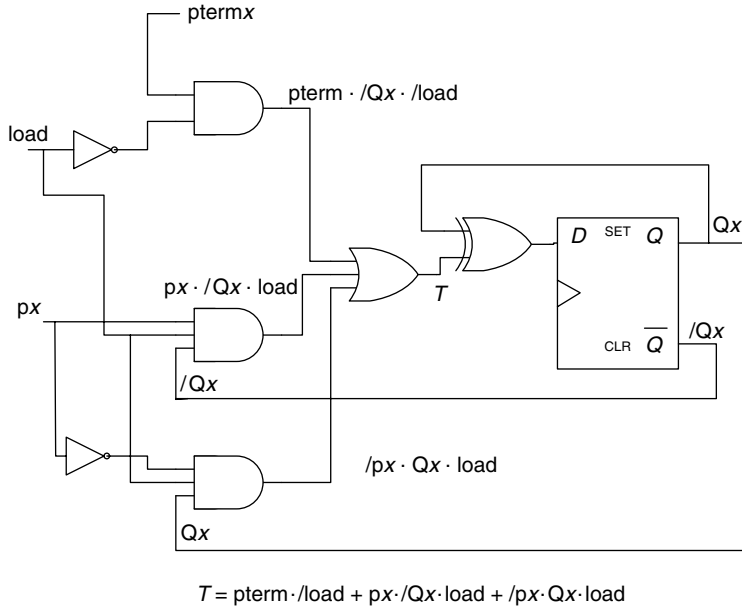 ptermx
pterm · /Qx · /load
load
px · /Qx · load
T
D SET Q
Qx
CLR Q̅
/Qx
px
/Qx
/px · Qx · load
Qx
T = pterm·/load + px·/Qx·load + /px·Qx·load